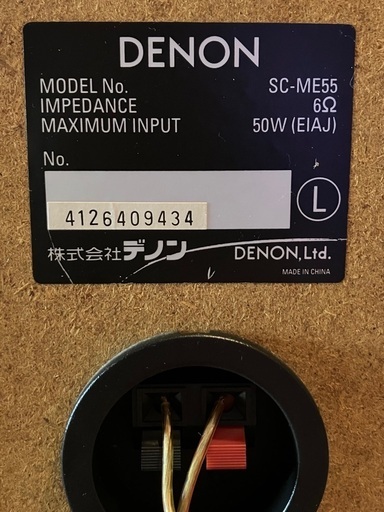 DENON
MODEL No. SC-ME55
IMPEDANCE 6Ω
MAXIMUM INPUT 50W (EIAJ)
No.
4126409434
L
株式会社デノン DENON, Ltd.
MADE IN CHINA